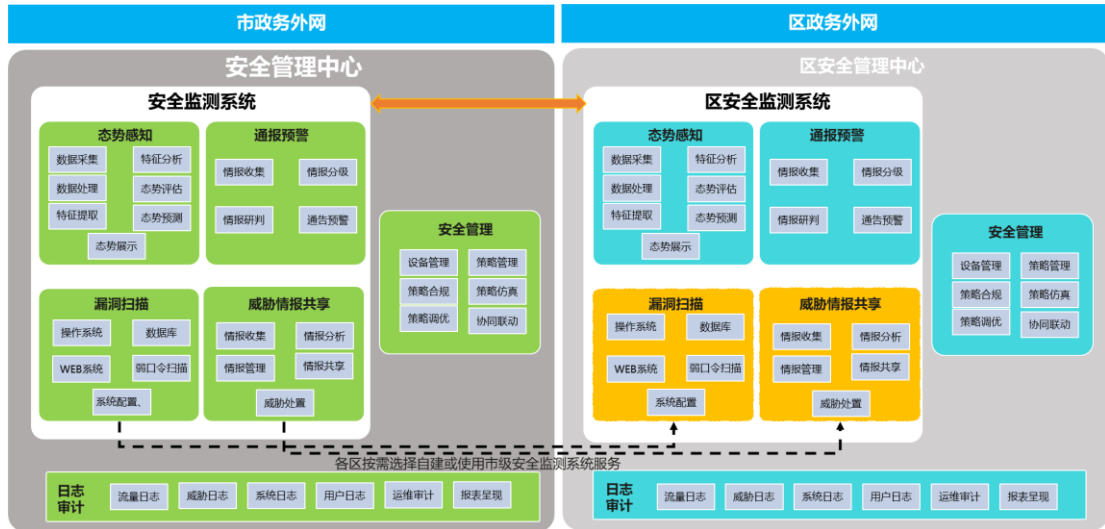 市政务外网
安全管理中心
安全监测系统
态势感知
数据采集
特征分析
数据处理
态势评估
特征提取
态势预测
态势展示
通报预警
情报收集
情报分级
情报研判
通告预警
漏洞扫描
操作系统
数据库
WEB系统
弱口令扫描
系统配置、
威胁情报共享
情报收集
情报分析
情报管理
情报共享
威胁处置
安全管理
设备管理
策略管理
策略合规
策略仿真
策略调优
协同联动
日志
审计
流量日志
威胁日志
系统日志
用户日志
运维审计
报表呈现
各区按需选择自建或使用市级安全监测系统服务
区政务外网
区安全管理中心
区安全监测系统
态势感知
数据采集
特征分析
数据处理
态势评估
特征提取
态势预测
态势展示
通报预警
情报收集
情报分级
情报研判
通告预警
漏洞扫描
操作系统
数据库
WEB系统
弱口令扫描
系统配置
威胁情报共享
情报收集
情报分析
情报管理
情报共享
威胁处置
安全管理
设备管理
策略管理
策略合规
策略仿真
策略调优
协同联动
日志
审计
流量日志
威胁日志
系统日志
用户日志
运维审计
报表呈现